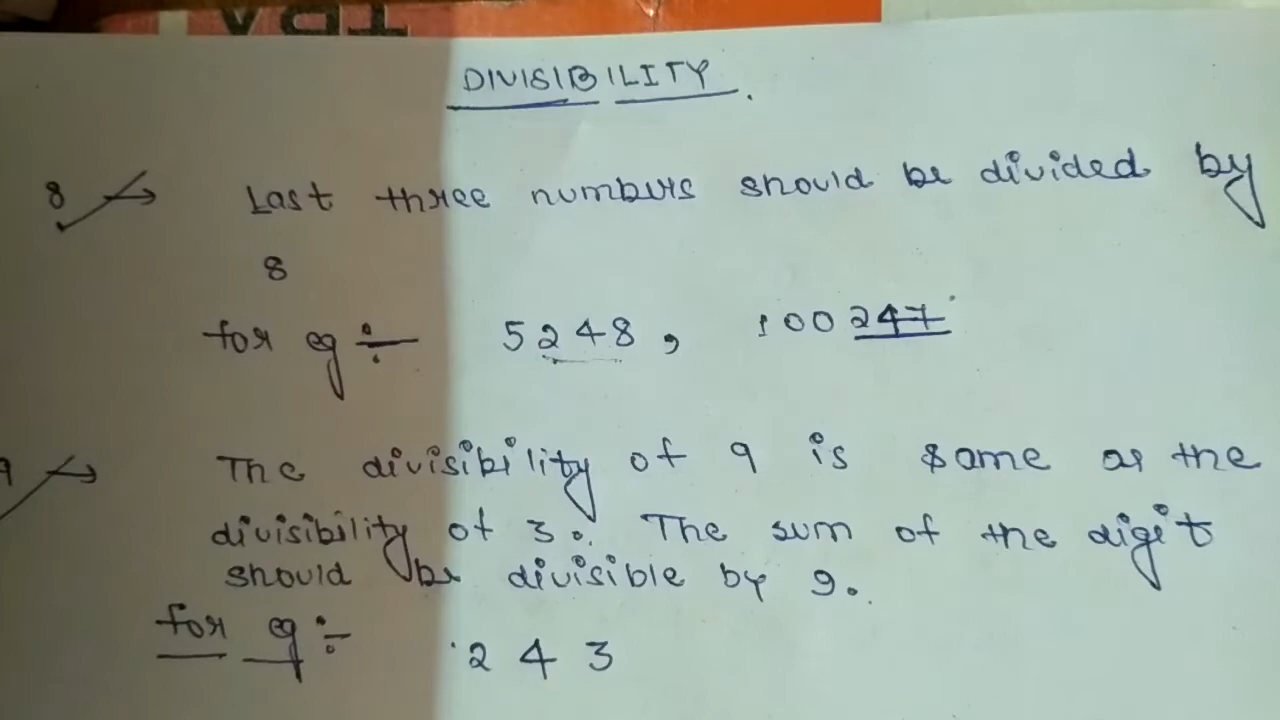 DIVISIBILITY.
8 → Last three numbers should be divided by
8
for eg ÷ 5248, 100247
9 → The divisibility of 9 is same as the
divisibility of 3. The sum of the digit
should be divisible by 9.
for eg ÷ 243